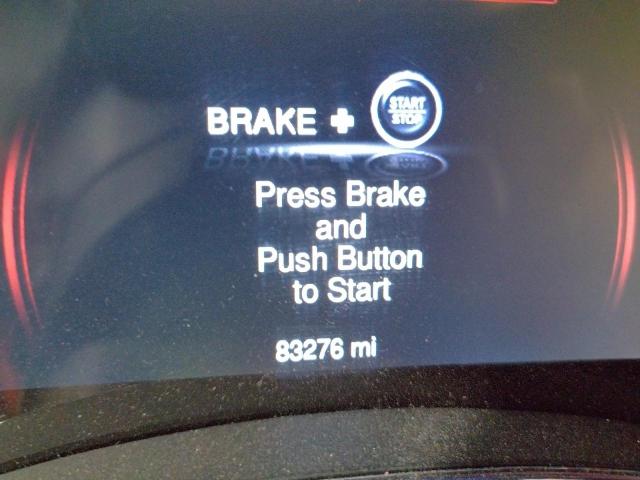 BRAKE + START STOP
Press Brake
and
Push Button
to Start
83276 mi